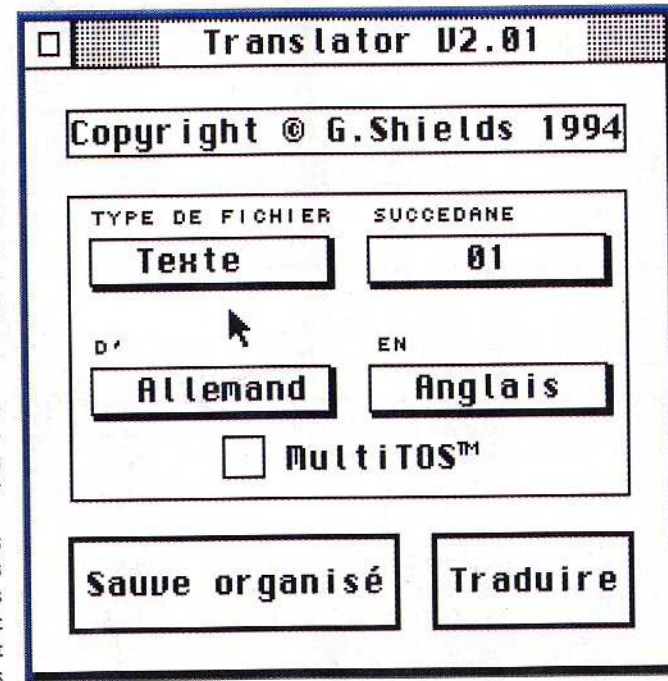 Translator V2.01
Copyright © G.Shields 1994
TYPE DE FICHIER SUCCEDANE
Texte 01
D' EN
Allemand Anglais
MultiTOS™
Sauve organisé Traduire